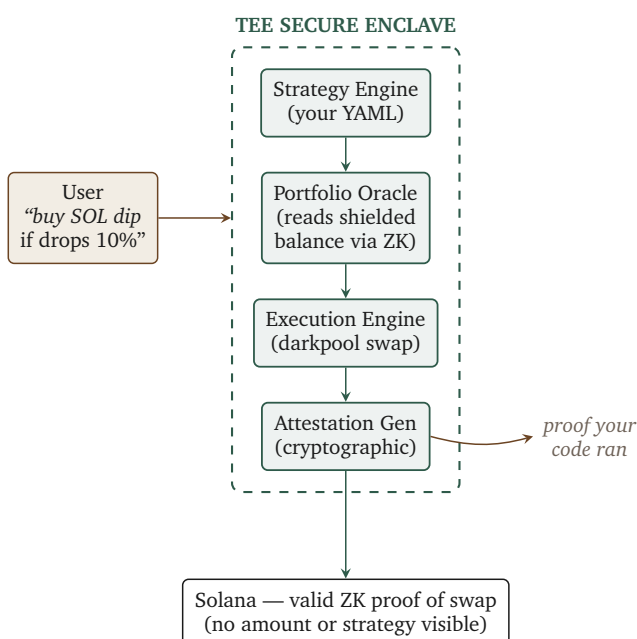 TEE SECURE ENCLAVE
Strategy Engine
(your YAML)
User
“buy SOL dip
if drops 10%”
Portfolio Oracle
(reads shielded
balance via ZK)
Execution Engine
(darkpool swap)
Attestation Gen
(cryptographic)
proof your
code ran
Solana — valid ZK proof of swap
(no amount or strategy visible)